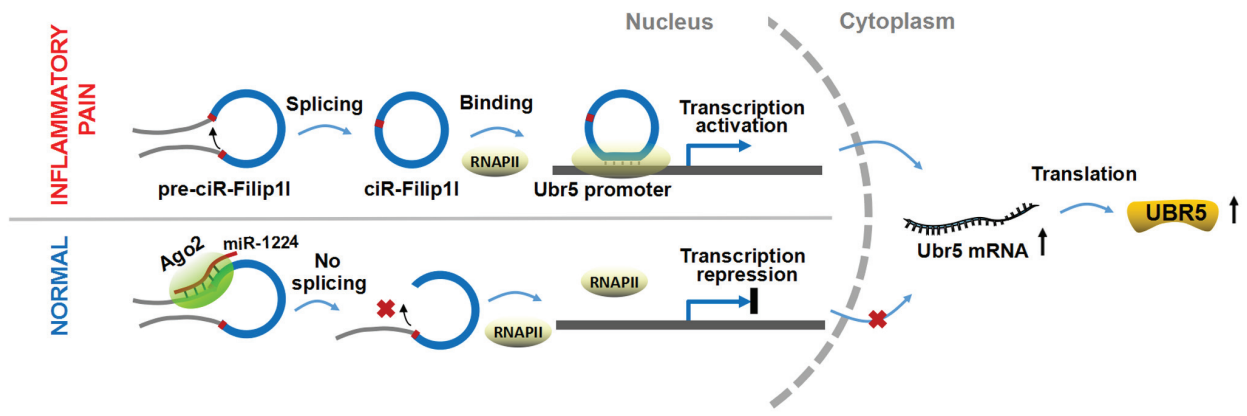 Nucleus
Cytoplasm
INFLAMMATORY
PAIN
Splicing
Binding
Transcription
activation
RNAPII
pre-ciR-Filip1l
ciR-Filip1l
Ubr5 promoter
Translation
UBR5
Ubr5 mRNA
NORMAL
Ago2
miR-1224
No
splicing
RNAPII
RNAPII
Transcription
repression